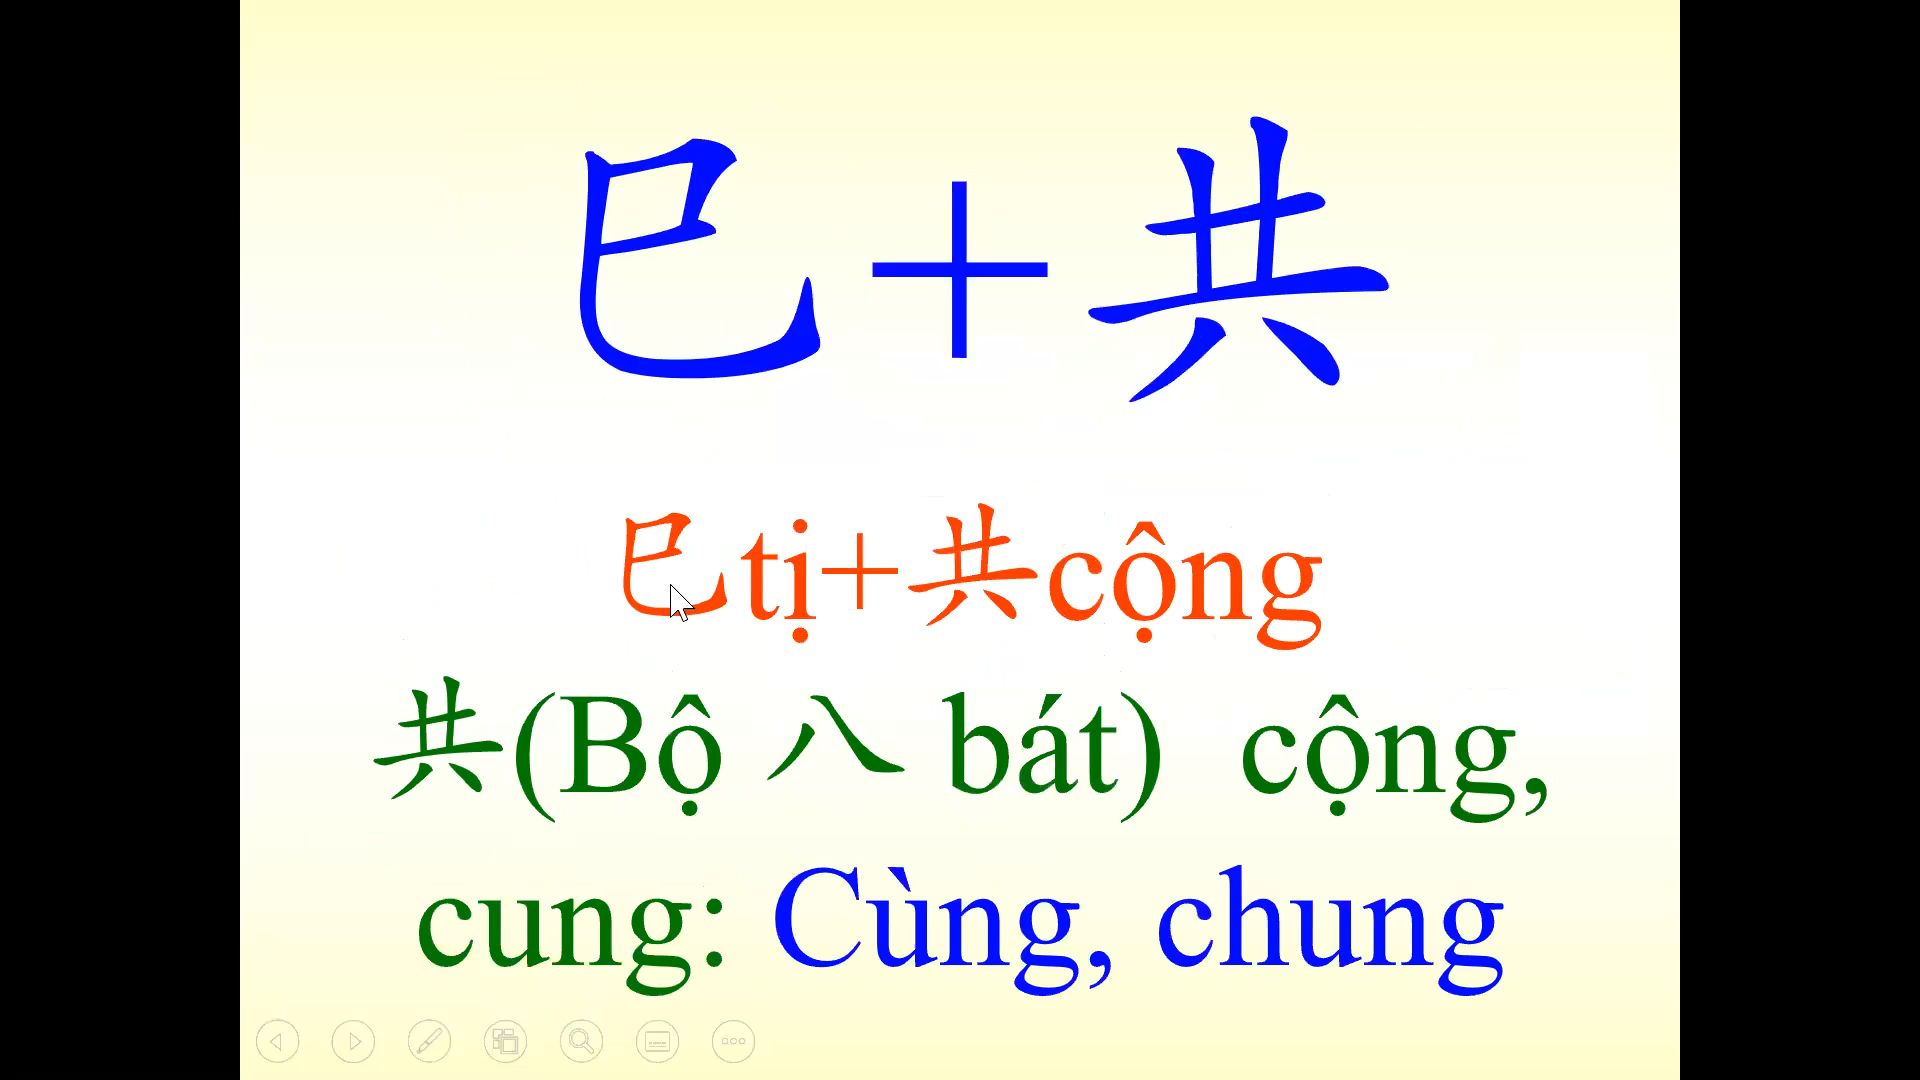 巳+共
巳tị+共cộng
共(Bộ 八 bát) cộng,
cung: Cùng, chung